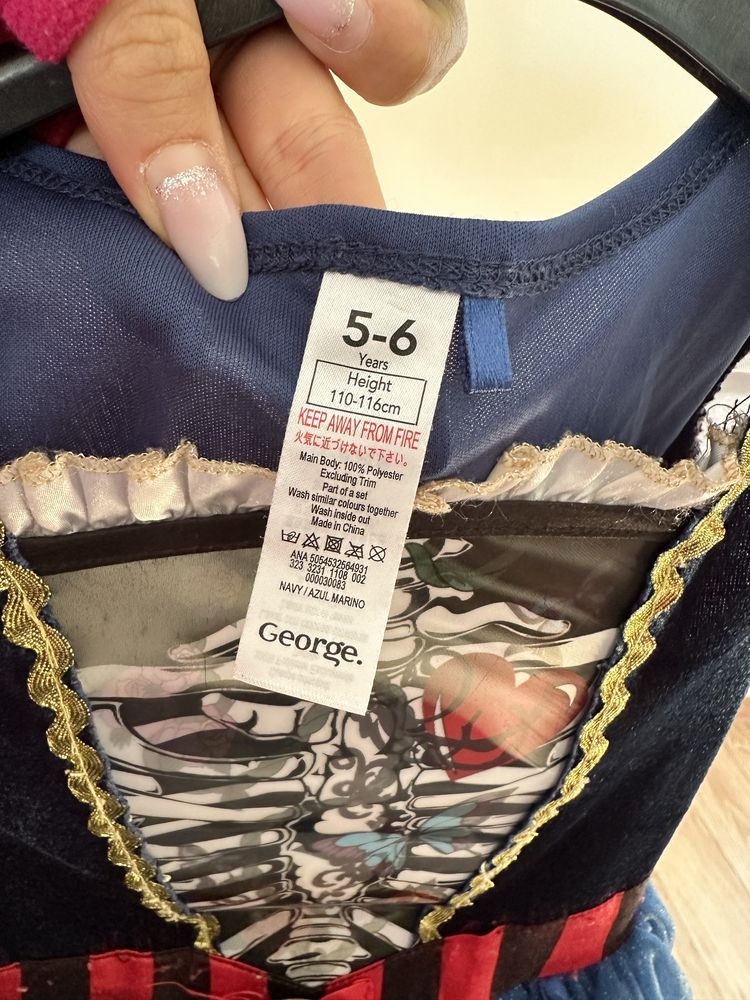 5-6
Years
Height
110-116cm
KEEP AWAY FROM FIRE
火気に近づけないで下さい。
Main Body: 100% Polyester
Excluding Trim
Part of a set
Wash similar colours together
Wash inside out
Made in China
ANA 5054532564931
323 3231 1108 002
000030083
NAVY / AZUL MARINO
George.